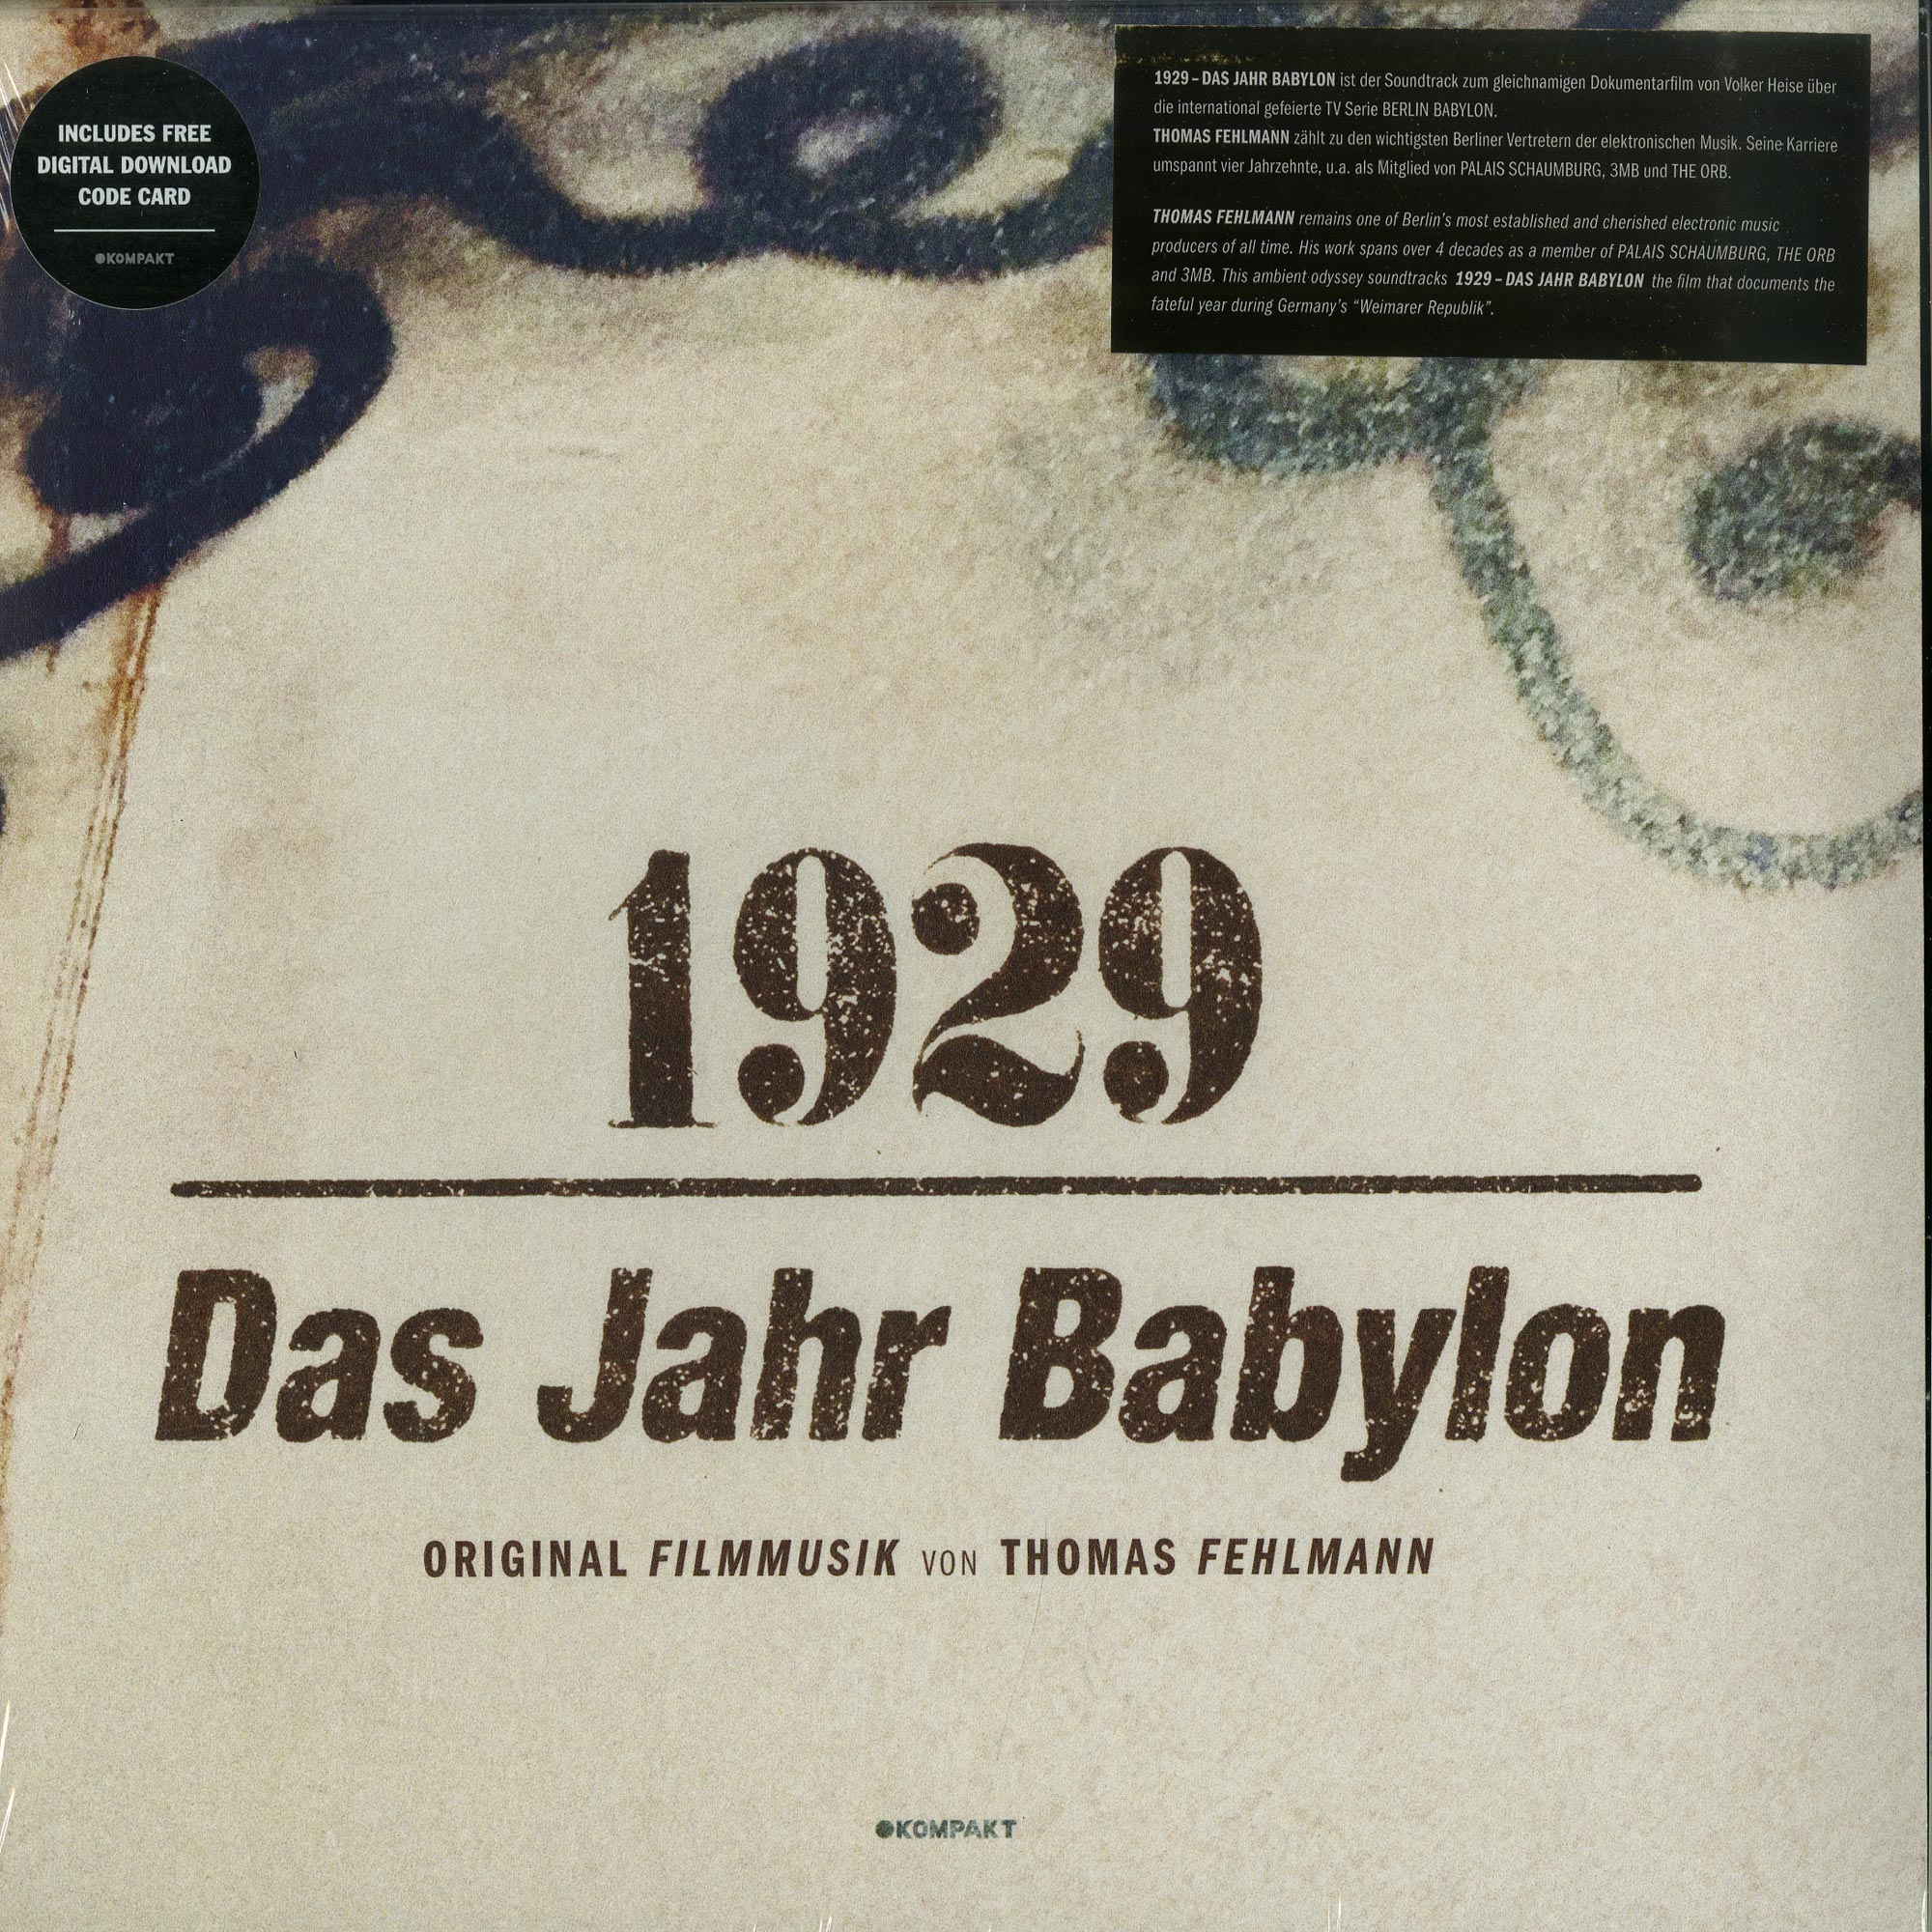 INCLUDES FREE
DIGITAL DOWNLOAD
CODE CARD
KOMPAKT
1929 – DAS JAHR BABYLON ist der Soundtrack zum gleichnamigen Dokumentarfilm von Volker Heise über
die international gefeierte TV Serie BERLIN BABYLON.
THOMAS FEHLMANN zählt zu den wichtigsten Berliner Vertretern der elektronischen Musik. Seine Karriere
umspannt vier Jahrzehnte, u.a. als Mitglied von PALAIS SCHAUMBURG, 3MB und THE ORB.
THOMAS FEHLMANN remains one of Berlin's most established and cherished electronic music
producers of all time. His work spans over 4 decades as a member of PALAIS SCHAUMBURG, THE ORB
and 3MB. This ambient odyssey soundtracks 1929 – DAS JAHR BABYLON the film that documents the
fateful year during Germany's “Weimarer Republik”.
1929
Das Jahr Babylon
ORIGINAL FILMMUSIK VON THOMAS FEHLMANN
KOMPAKT